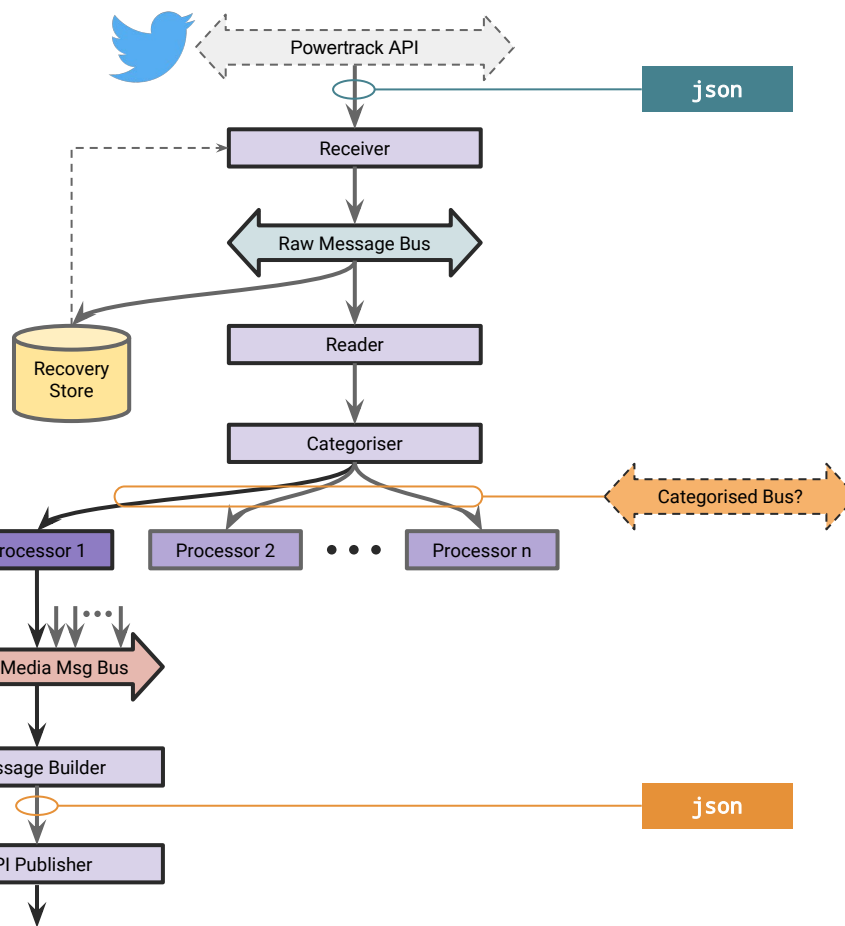 Powertrack API
json
Receiver
Raw Message Bus
Reader
Recovery
Store
Categoriser
Categorised Bus?
rocessor 1
Processor 2
Processor n
Media Msg Bus
ssage Builder
json
PI Publisher